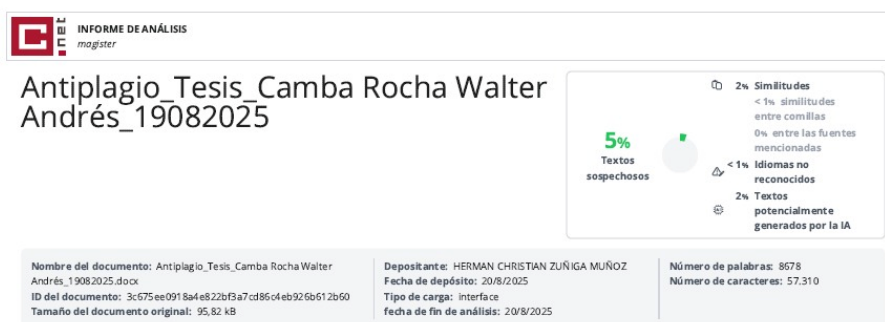 C.net
INFORME DE ANÁLISIS
magister
Antiplagio_Tesis_Camba Rocha Walter
Andrés_19082025
5%
Textos
sospechosos
2% Similitudes
< 1% similitudes
entre comillas
0% entre las fuentes
mencionadas
< 1% Idiomas no
reconocidos
2% Textos
potencialmente
generados por la IA
Nombre del documento: Antiplagio_Tesis_Camba Rocha Walter
Andrés_19082025.docx
ID del documento: 3c675ee0918a4e822bf3a7cd86c4eb926b612b60
Tamaño del documento original: 95,82 kB
Depositante: HERMAN CHRISTIAN ZUÑIGA MUÑOZ
Fecha de depósito: 20/8/2025
Tipo de carga: interface
fecha de fin de análisis: 20/8/2025
Número de palabras: 8678
Número de caracteres: 57.310